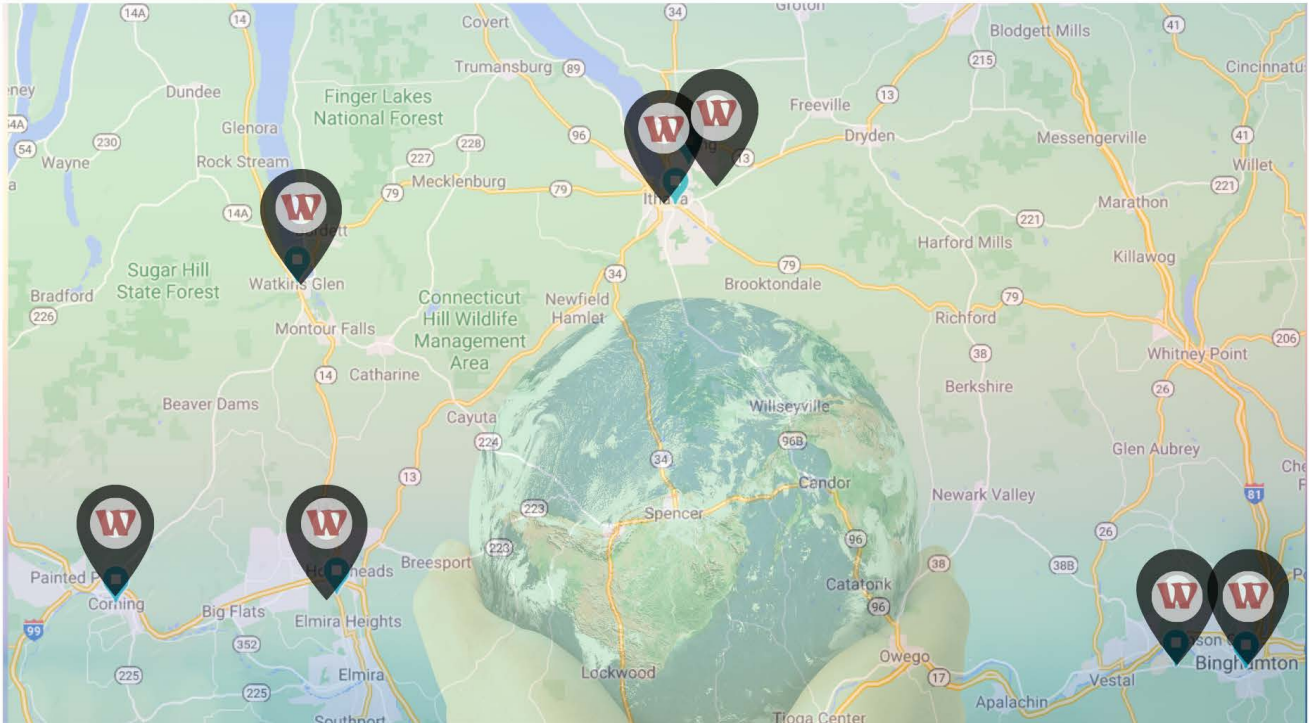 14A
14
Covert
34
Groton
Blodgett Mills
41
Trumansburg
89
215
Cincinnatu
Dundee
Finger Lakes
National Forest
13
Freeville
54
Wayne
230
Glenora
Rock Stream
96
228
227
W
W
13
Dryden
Messengerville
41
Willet
Mecklenburg
79
79
Ithaca
221
Marathon
W
14A
221
Harford Mills
Killawog
Sugar Hill
State Forest
Watkins Glen
34
79
Brooktondale
Bradford
226
Connecticut
Hill Wildlife
Management
Area
Newfield
Hamlet
79
Richford
Montour Falls
206
14
Catharine
38
Whitney Point
Berkshire
26
Beaver Dams
Cayuta
Willseyville
224
96B
Glen Aubrey
34
13
Candor
Newark Valley
81
W
W
223
Spencer
26
223
96
Breesport
38
38B
Painted P
Corning
Big Flats
Catatonk
W
W
99
Elmira Heights
96
352
Binghamton
Owego
225
225
Elmira
Lockwood
17
Vestal
Apalachin
Southport
Tioga Center